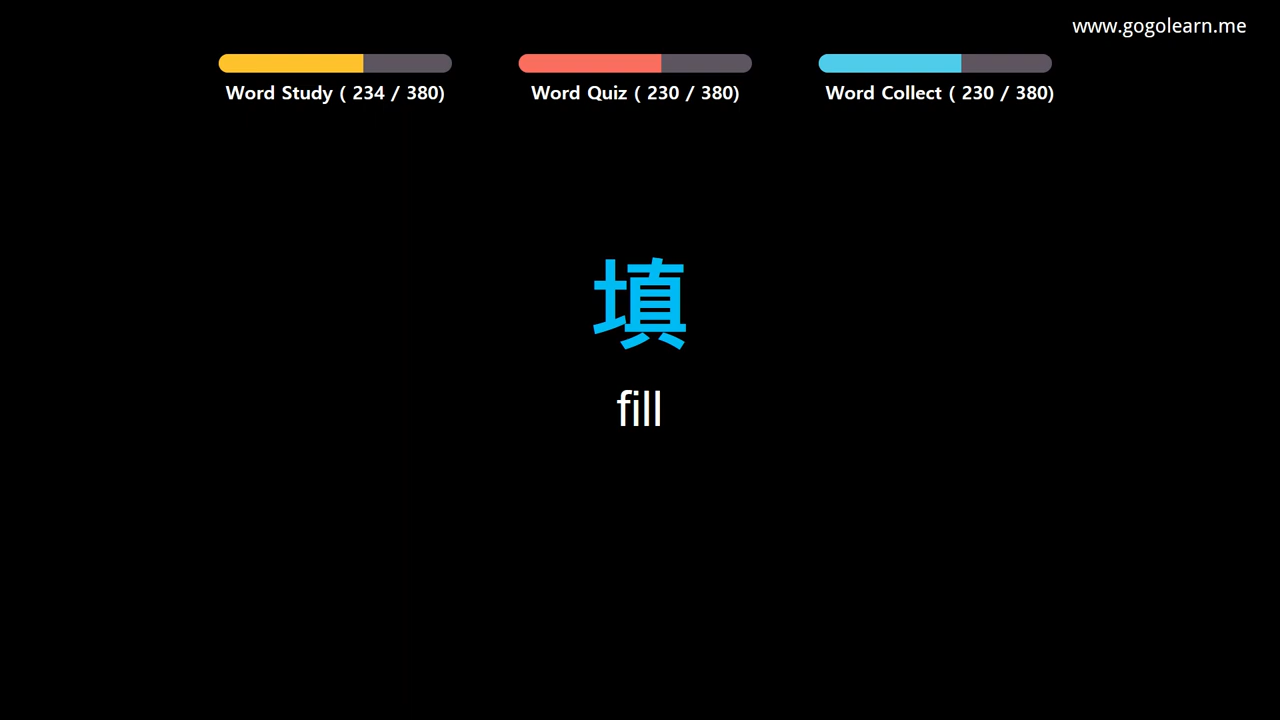 www.gogolearn.me
Word Study ( 234 / 380)
Word Quiz ( 230 / 380)
Word Collect ( 230 / 380)
填
fill